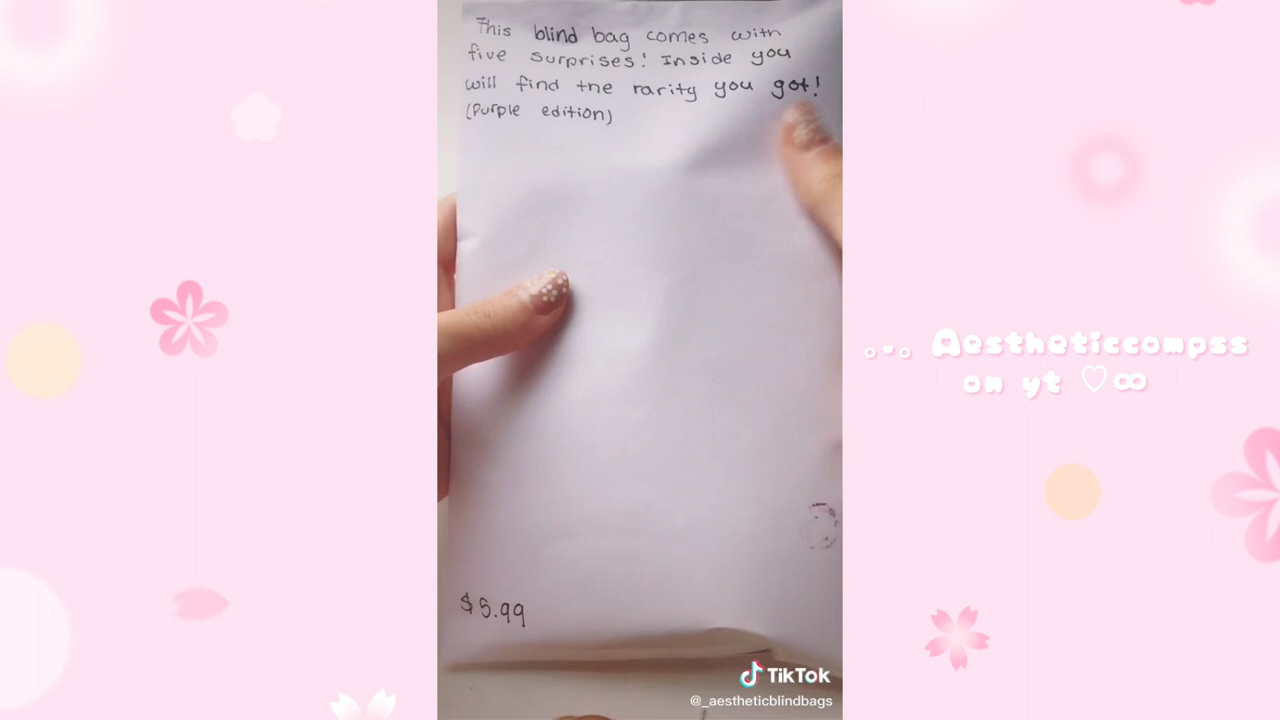 This blind bag comes with
five surprises! Inside you
will find the rarity you got!
(Purple edition)
$5.99
Aestheticcompss
on yt ♡∞
TikTok
@_aestheticblindbags